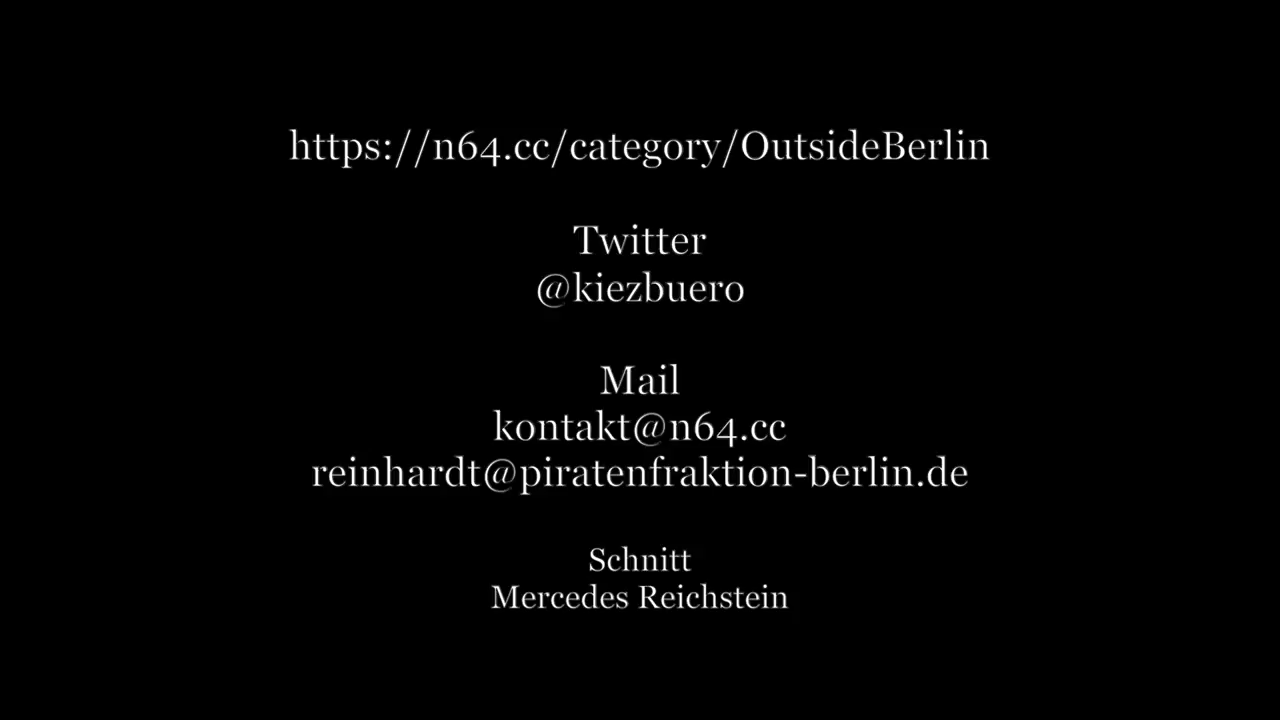 https://n64.cc/category/OutsideBerlin
Twitter
@kiezbuero
Mail
kontakt@n64.cc
reinhardt@piratenfraktion-berlin.de
Schnitt
Mercedes Reichstein